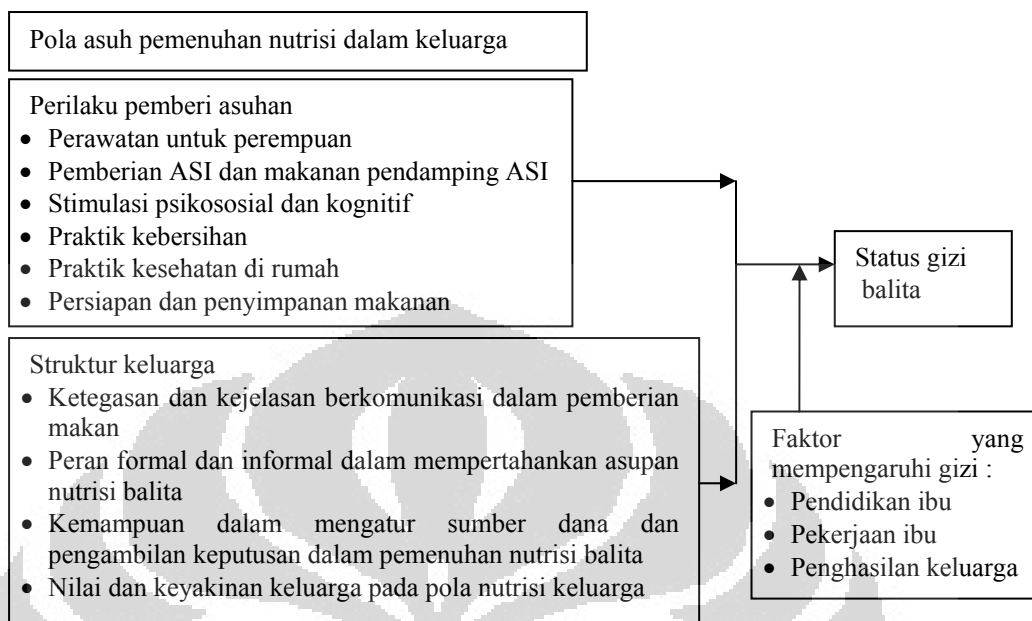 Pola asuh pemenuhan nutrisi dalam keluarga
Perilaku pemberi asuhan
• Perawatan untuk perempuan
• Pemberian ASI dan makanan pendamping ASI
• Stimulasi psikososial dan kognitif
• Praktik kebersihan
• Praktik kesehatan di rumah
• Persiapan dan penyimpanan makanan
Status gizi
balita
Struktur keluarga
• Ketegasan dan kejelasan berkomunikasi dalam pemberian
makan
• Peran formal dan informal dalam mempertahankan asupan
nutrisi balita
• Kemampuan dalam mengatur sumber dana dan
pengambilan keputusan dalam pemenuhan nutrisi balita
• Nilai dan keyakinan keluarga pada pola nutrisi keluarga
Faktor yang
mempengaruhi gizi :
• Pendidikan ibu
• Pekerjaan ibu
• Penghasilan keluarga